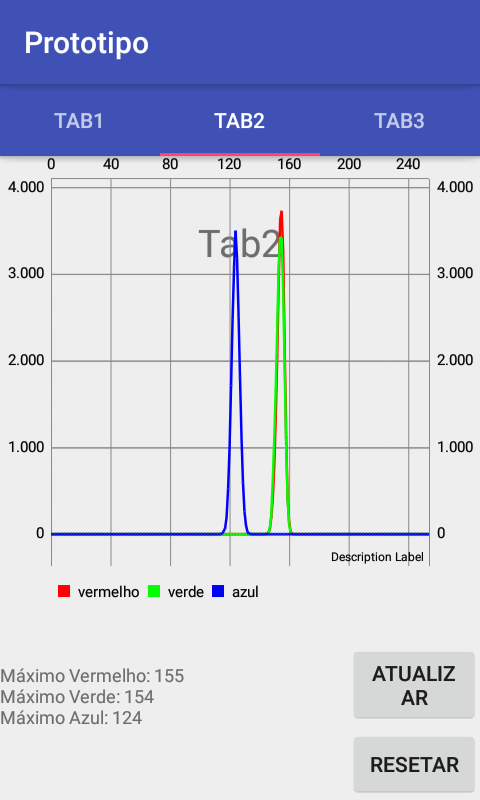 Prototipo
TAB1 TAB2 TAB3
0 40 80 120 160 200 240
4.000 4.000
Tab2
3.000 3.000
2.000 2.000
1.000 1.000
0 0
Description Label
vermelho verde azul
Máximo Vermelho: 155
Máximo Verde: 154
Máximo Azul: 124
ATUALIZ
AR
RESETAR